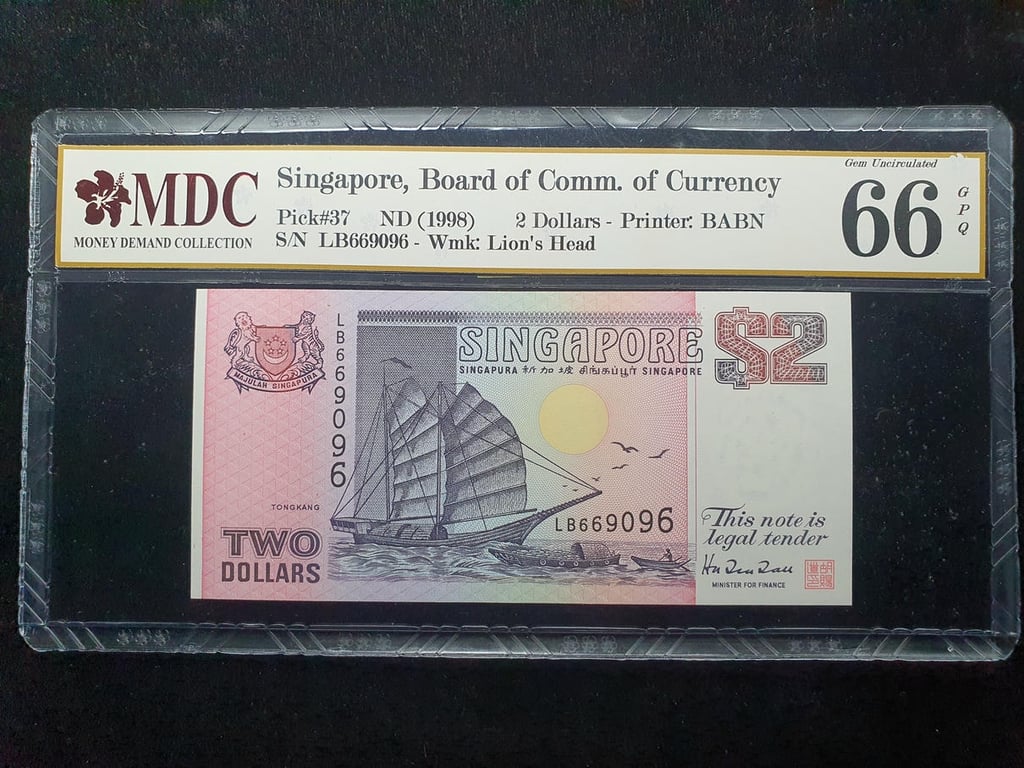 MDC
MONEY DEMAND COLLECTION
Singapore, Board of Comm. of Currency
Pick#37 ND (1998) 2 Dollars - Printer: BABN
S/N LB669096 - Wmk: Lion's Head
Gem Uncirculated
66
GPQ
MAJULAH SINGAPURA
LB669096
SINGAPORE
SINGAPURA 新加坡 சிங்கப்பூர் SINGAPORE
$2
TONGKANG
TWO
DOLLARS
LB669096
This note is
legal tender
MINISTER FOR FINANCE